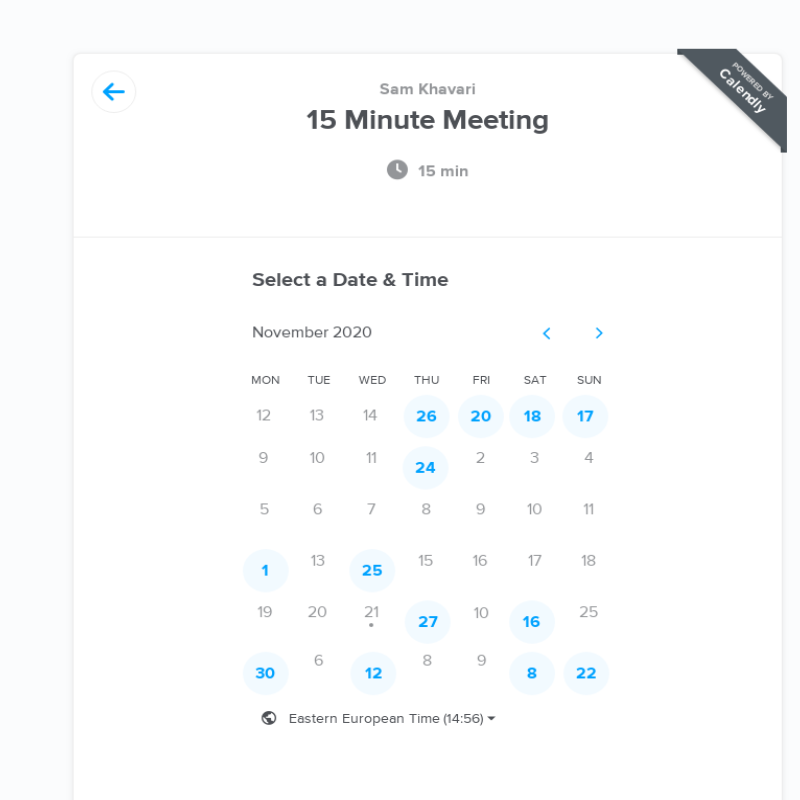 POWERED BY
Calendly
Sam Khavari
15 Minute Meeting
15 min
Select a Date & Time
November 2020
MON TUE WED THU FRI SAT SUN
12 13 14 26 20 18 17
9 10 11 24 2 3 4
5 6 7 8 9 10 11
1 13 25 15 16 17 18
19 20 21 27 10 16 25
30 6 12 8 9 8 22
Eastern European Time (14:56)